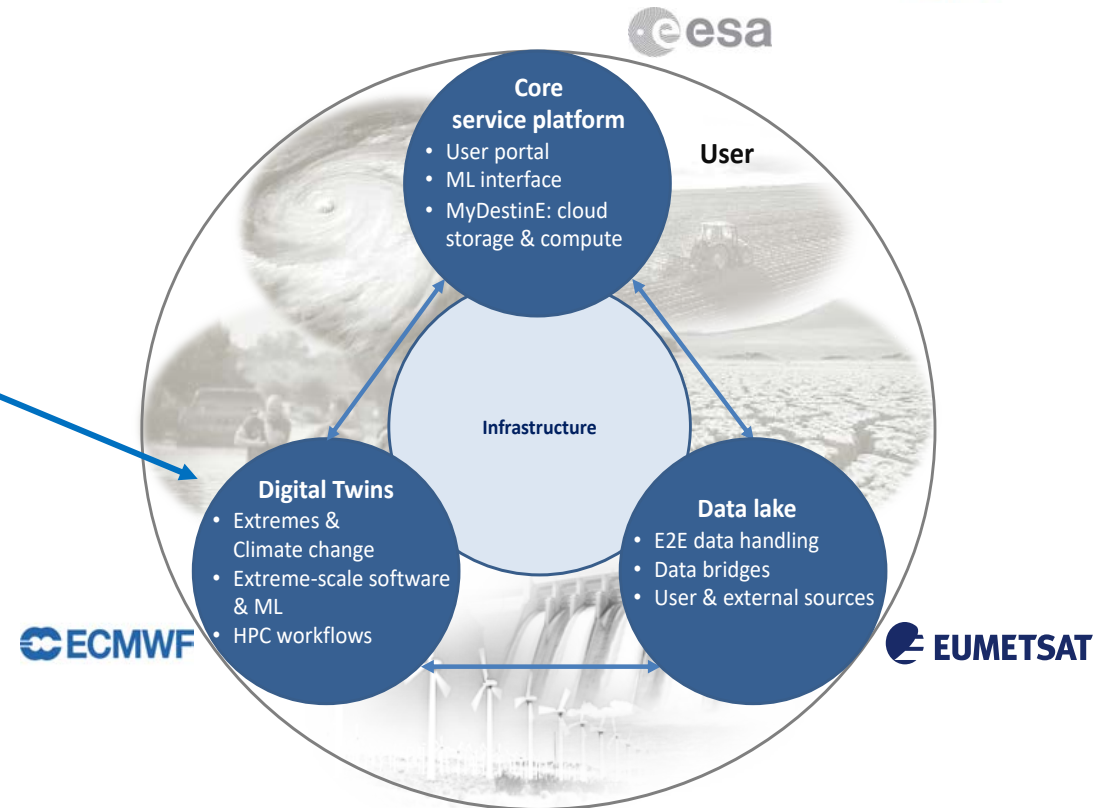 esa
Core
service platform
• User portal
• ML interface
• MyDestinE: cloud
storage & compute
User
Infrastructure
Digital Twins
• Extremes &
Climate change
• Extreme-scale software
& ML
• HPC workflows
Data lake
• E2E data handling
• Data bridges
• User & external sources
ECMWF
EUMETSAT